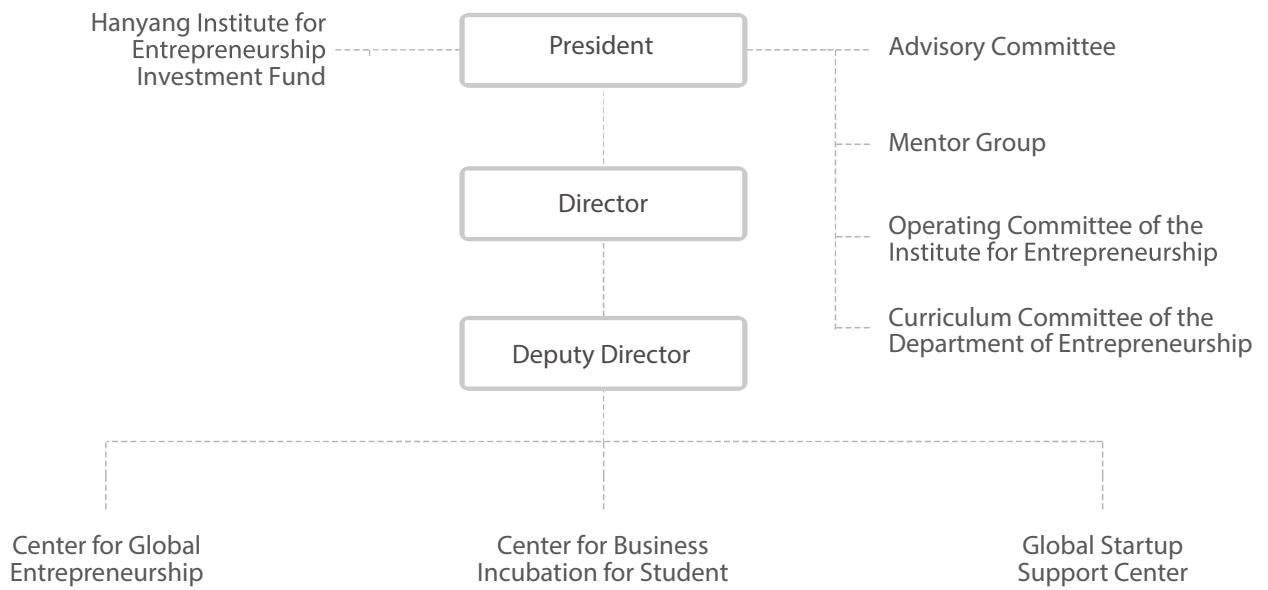 Hanyang Institute for
Entrepreneurship
Investment Fund
President
Advisory Committee
Mentor Group
Director
Operating Committee of the
Institute for Entrepreneurship
Curriculum Committee of the
Department of Entrepreneurship
Deputy Director
Center for Global
Entrepreneurship
Center for Business
Incubation for Student
Global Startup
Support Center